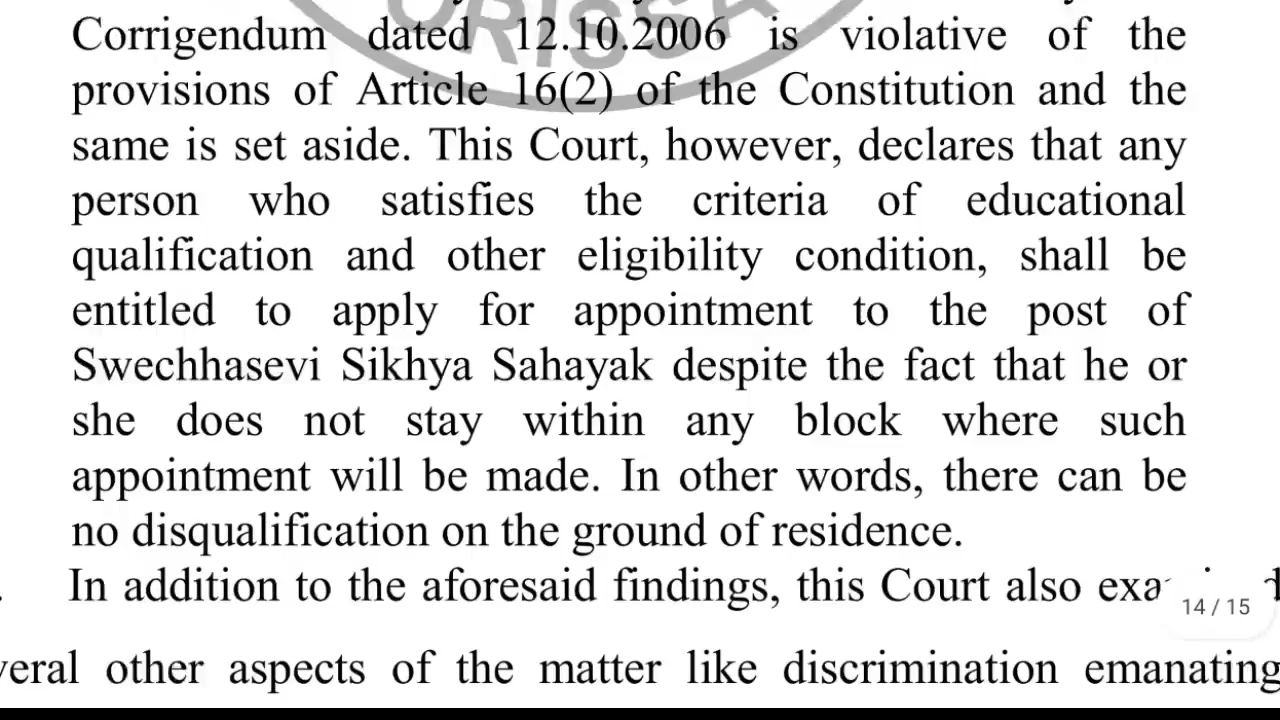 ORISSA
Corrigendum dated 12.10.2006 is violative of the
provisions of Article 16(2) of the Constitution and the
same is set aside. This Court, however, declares that any
person who satisfies the criteria of educational
qualification and other eligibility condition, shall be
entitled to apply for appointment to the post of
Swechhasevi Sikhya Sahayak despite the fact that he or
she does not stay within any block where such
appointment will be made. In other words, there can be
no disqualification on the ground of residence.
In addition to the aforesaid findings, this Court also
14 / 15
other aspects of the matter like discrimination emanating